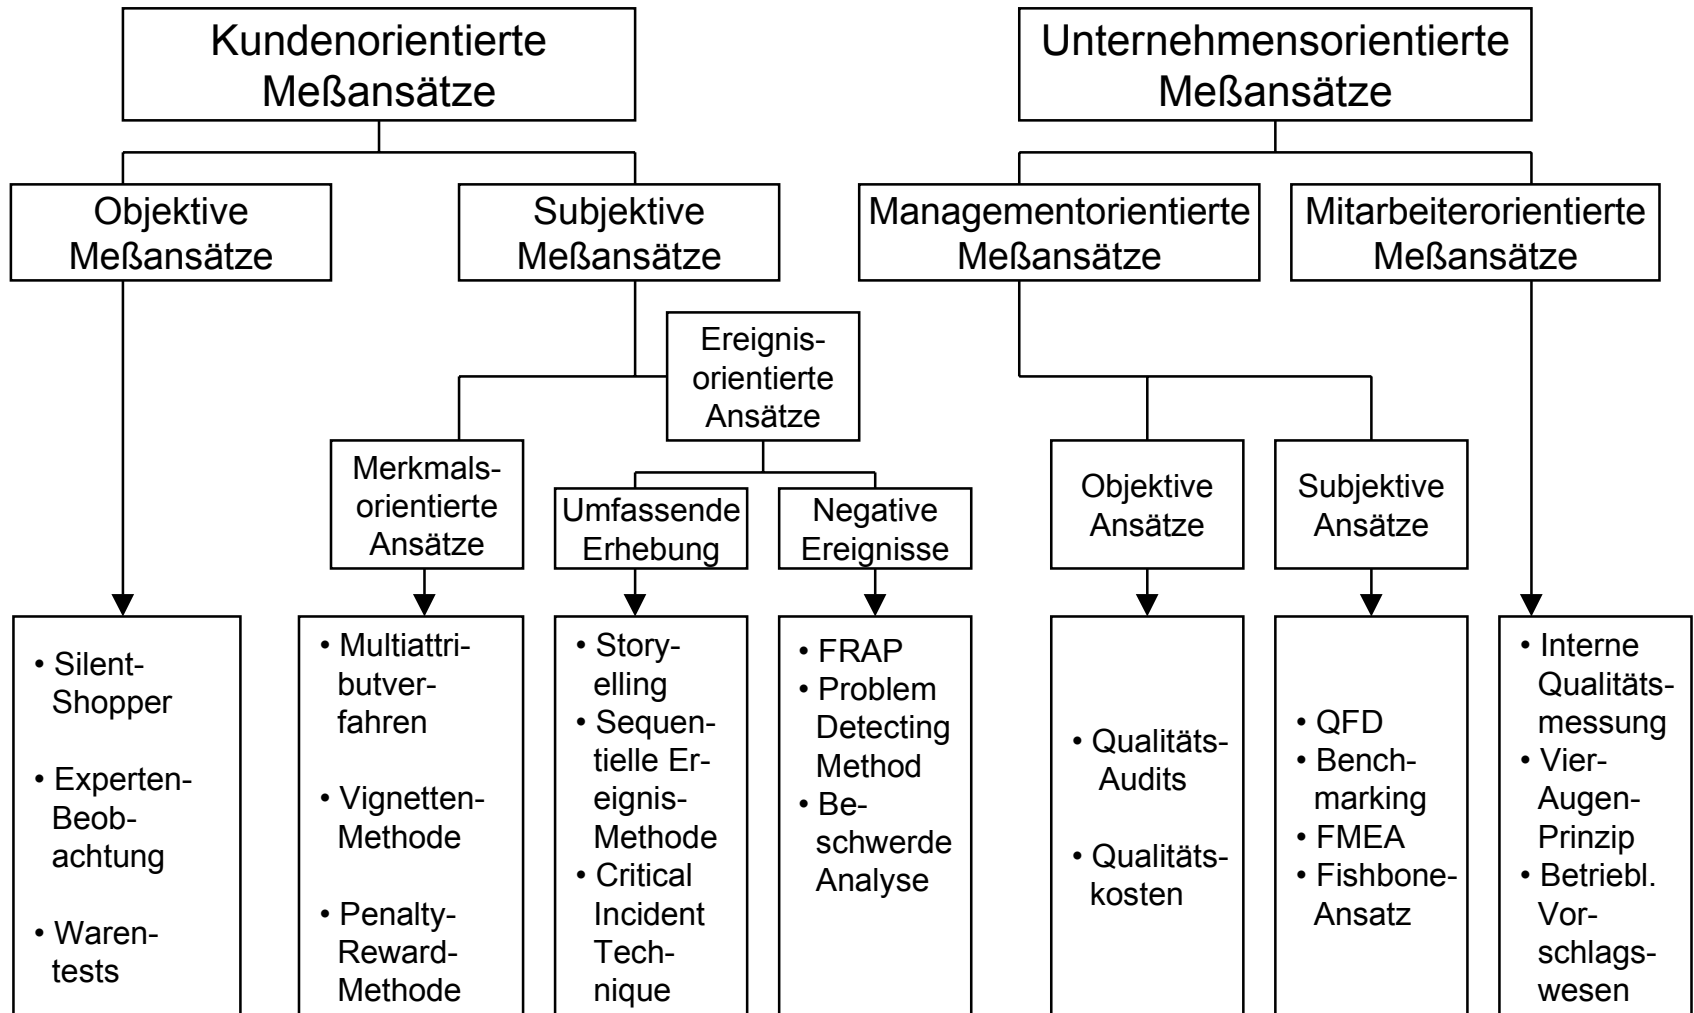 Kundenorientierte
Meßansätze
Unternehmensorientierte
Meßansätze
Objektive
Meßansätze
Subjektive
Meßansätze
Managementorientierte
Meßansätze
Mitarbeiterorientierte
Meßansätze
Ereignis-
orientierte
Ansätze
Merkmals-
orientierte
Ansätze
Umfassende
Erhebung
Negative
Ereignisse
Objektive
Ansätze
Subjektive
Ansätze
• Silent-
Shopper
• Experten-
Beob-
achtung
• Waren-
tests
• Multiattri-
butver-
fahren
• Vignetten-
Methode
• Penalty-
Reward-
Methode
• Story-
elling
• Sequen-
tielle Er-
eignis-
Methode
• Critical
Incident
Tech-
nique
• FRAP
• Problem
Detecting
Method
• Be-
schwerde
Analyse
• Qualitäts-
Audits
• Qualitäts-
kosten
• QFD
• Bench-
marking
• FMEA
• Fishbone-
Ansatz
• Interne
Qualitäts-
messung
• Vier-
Augen-
Prinzip
• Betriebl.
Vor-
schlags-
wesen